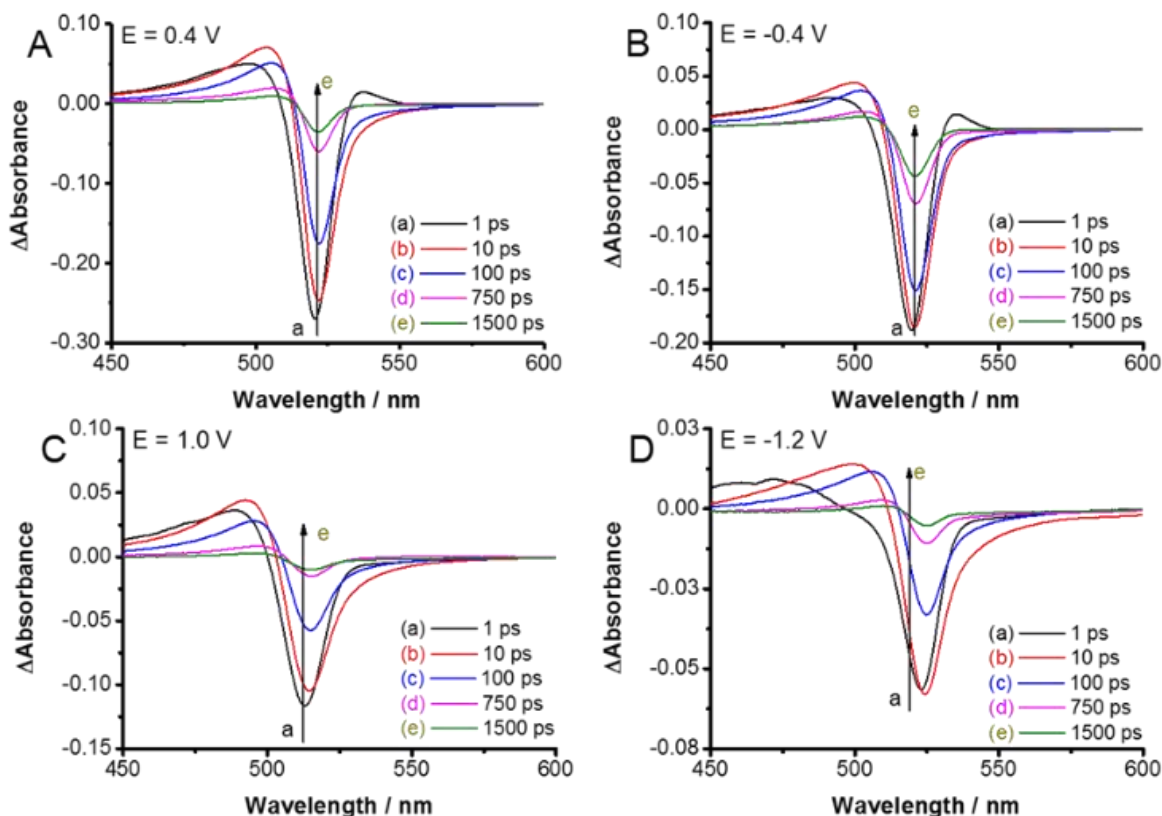 A
E = 0.4 V
0.10
0.00
-0.10
-0.20
-0.30
ΔAbsorbance
e
a
(a) 1 ps
(b) 10 ps
(c) 100 ps
(d) 750 ps
(e) 1500 ps
450 500 550 600
Wavelength / nm
B
E = -0.4 V
0.10
0.05
0.00
-0.05
-0.10
-0.15
-0.20
ΔAbsorbance
e
a
(a) 1 ps
(b) 10 ps
(c) 100 ps
(d) 750 ps
(e) 1500 ps
450 500 550 600
Wavelength / nm
C
E = 1.0 V
0.10
0.05
0.00
-0.05
-0.10
-0.15
ΔAbsorbance
e
a
(a) 1 ps
(b) 10 ps
(c) 100 ps
(d) 750 ps
(e) 1500 ps
450 500 550 600
Wavelength / nm
D
E = -1.2 V
0.03
0.00
-0.03
-0.05
-0.08
ΔAbsorbance
e
a
(a) 1 ps
(b) 10 ps
(c) 100 ps
(d) 750 ps
(e) 1500 ps
450 500 550 600
Wavelength / nm